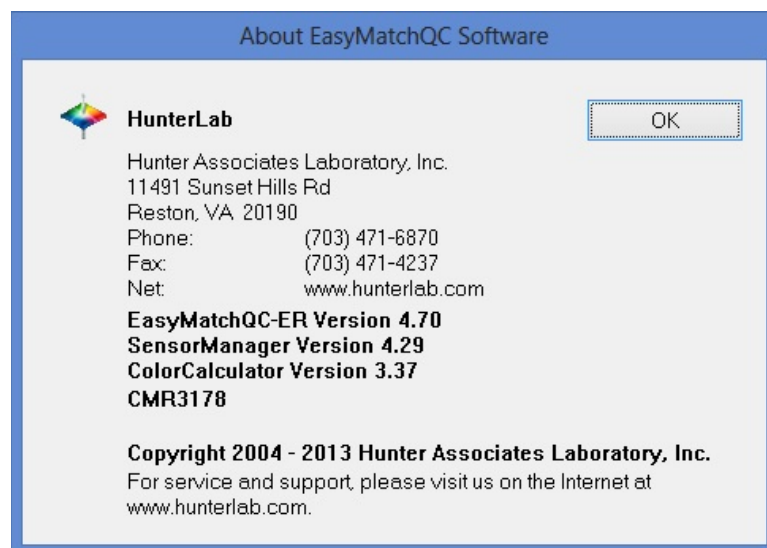 About EasyMatchQC Software
HunterLab
OK
Hunter Associates Laboratory, Inc.
11491 Sunset Hills Rd
Reston, VA 20190
Phone: (703) 471-6870
Fax: (703) 471-4237
Net: www.hunterlab.com
EasyMatchQC-ER Version 4.70
SensorManager Version 4.29
ColorCalculator Version 3.37
CMR3178
Copyright 2004 - 2013 Hunter Associates Laboratory, Inc.
For service and support, please visit us on the Internet at
www.hunterlab.com.